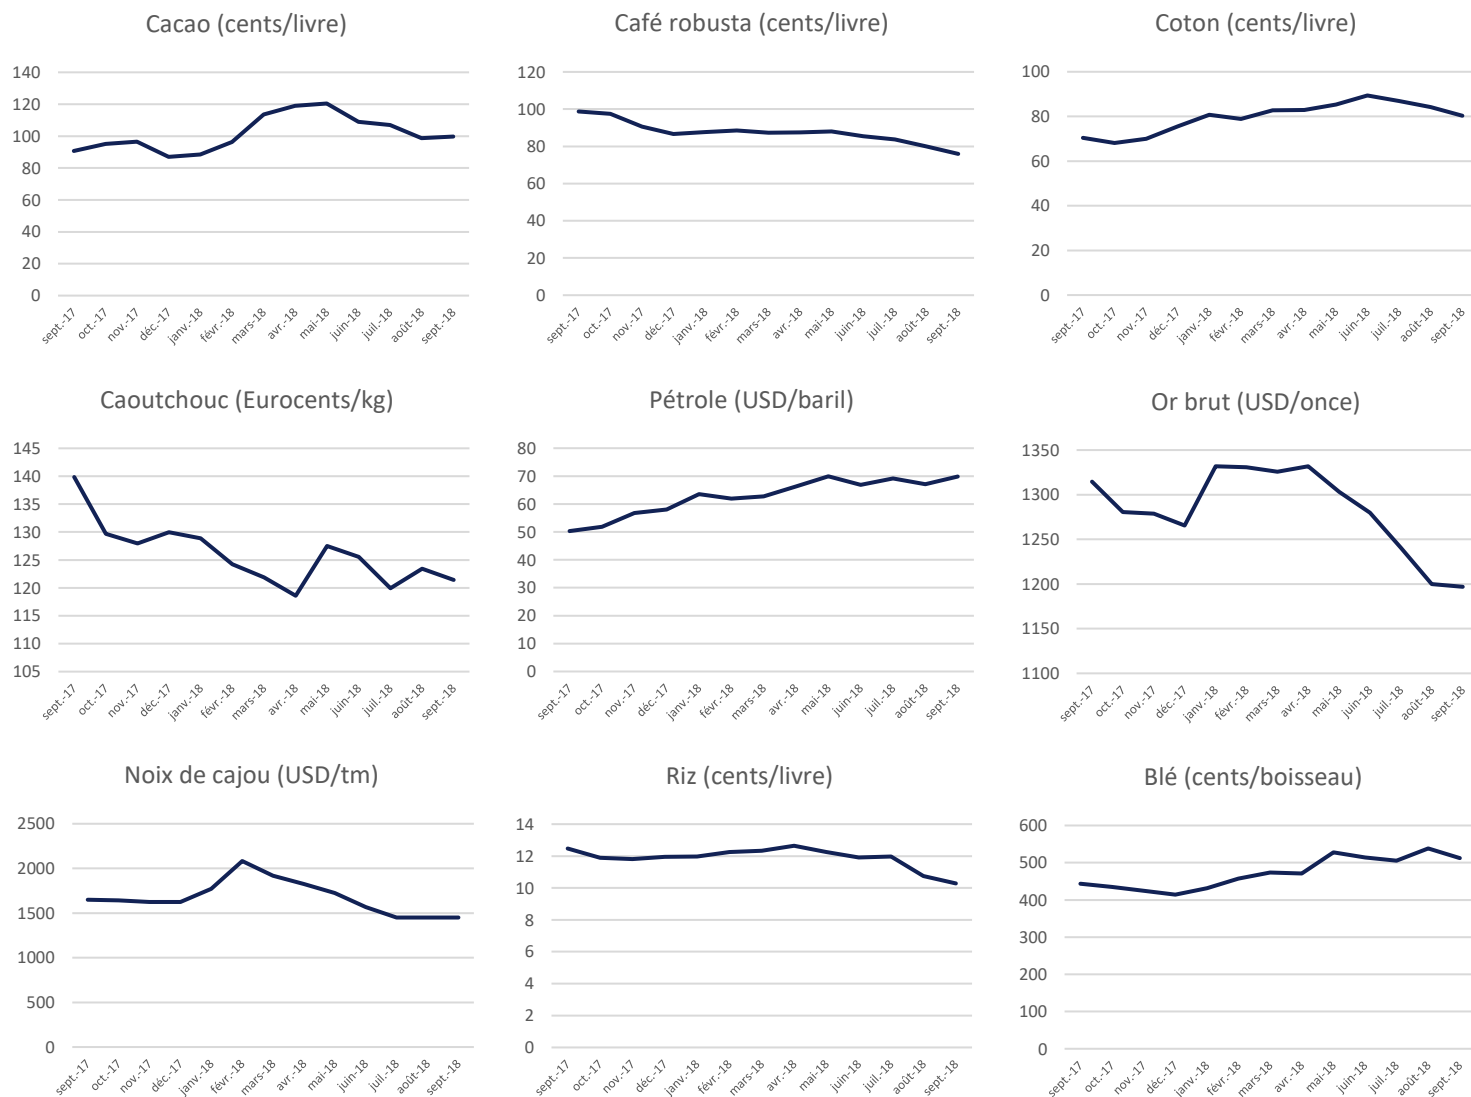 Cacao (cents/livre)
140
120
100
80
60
40
20
0
sept.-17
oct.-17
nov.-17
déc.-17
janv.-18
févr.-18
mars-18
avr.-18
mai-18
juin-18
juil.-18
août-18
sept.-18
Café robusta (cents/livre)
120
100
80
60
40
20
0
sept.-17
oct.-17
nov.-17
déc.-17
janv.-18
févr.-18
mars-18
avr.-18
mai-18
juin-18
juil.-18
août-18
sept.-18
Coton (cents/livre)
100
80
60
40
20
0
sept.-17
oct.-17
nov.-17
déc.-17
janv.-18
févr.-18
mars-18
avr.-18
mai-18
juin-18
juil.-18
août-18
sept.-18
Caoutchouc (Eurocents/kg)
145
140
135
130
125
120
115
110
105
sept.-17
oct.-17
nov.-17
déc.-17
janv.-18
févr.-18
mars-18
avr.-18
mai-18
juin-18
juil.-18
août-18
sept.-18
Pétrole (USD/baril)
80
70
60
50
40
30
20
10
0
sept.-17
oct.-17
nov.-17
déc.-17
janv.-18
févr.-18
mars-18
avr.-18
mai-18
juin-18
juil.-18
août-18
sept.-18
Or brut (USD/once)
1350
1300
1250
1200
1150
1100
sept.-17
oct.-17
nov.-17
déc.-17
janv.-18
févr.-18
mars-18
avr.-18
mai-18
juin-18
juil.-18
août-18
sept.-18
Noix de cajou (USD/tm)
2500
2000
1500
1000
500
0
sept.-17
oct.-17
nov.-17
déc.-17
janv.-18
févr.-18
mars-18
avr.-18
mai-18
juin-18
juil.-18
août-18
sept.-18
Riz (cents/livre)
14
12
10
8
6
4
2
0
sept.-17
oct.-17
nov.-17
déc.-17
janv.-18
févr.-18
mars-18
avr.-18
mai-18
juin-18
juil.-18
août-18
sept.-18
Blé (cents/boisseau)
600
500
400
300
200
100
0
sept.-17
oct.-17
nov.-17
déc.-17
janv.-18
févr.-18
mars-18
avr.-18
mai-18
juin-18
juil.-18
août-18
sept.-18